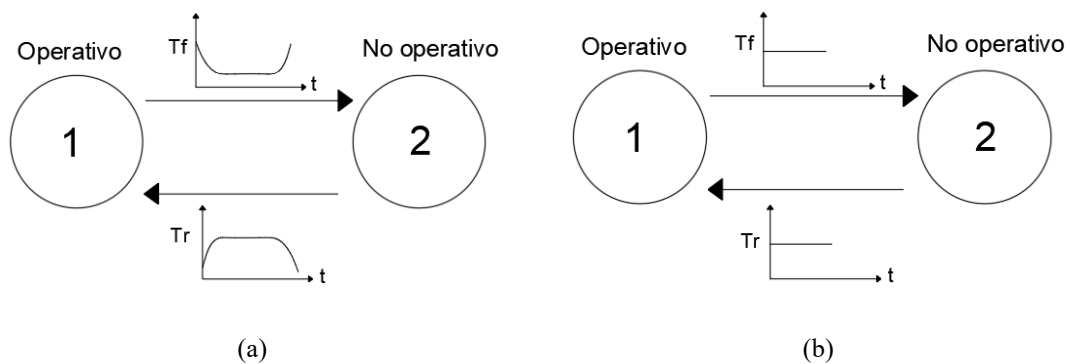 Operativo
Tf
t
No operativo
1
2
Tr
t
(a)
Operativo
Tf
t
No operativo
1
2
Tr
t
(b)